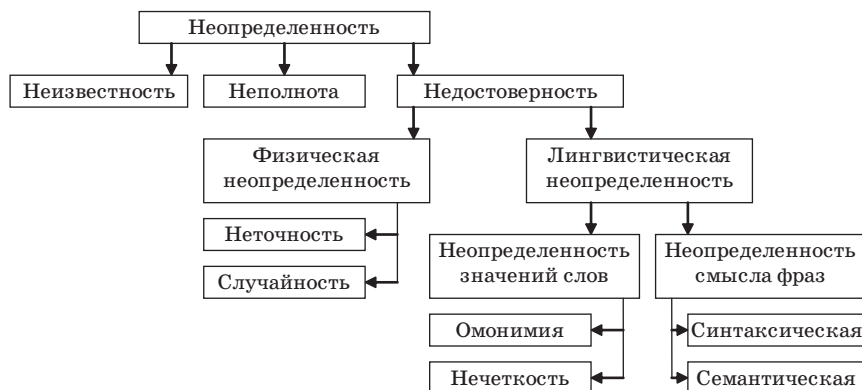 Неопределенность
Неизвестность
Неполнота
Недостоверность
Физическая
неопределенность
Лингвистическая
неопределенность
Неточность
Случайность
Неопределенность
значений слов
Неопределенность
смысла фраз
Омонимия
Синтаксическая
Нечеткость
Семантическая